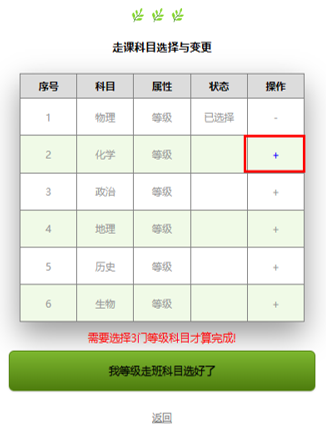 走课科目选择与变更
序号 科目 属性 状态 操作
1 物理 等级 已选择 -
2 化学 等级 +
3 政治 等级 +
4 地理 等级 +
5 历史 等级 +
6 生物 等级 +
需要选择3门等级科目才算完成!
我等级走班科目选好了
返回